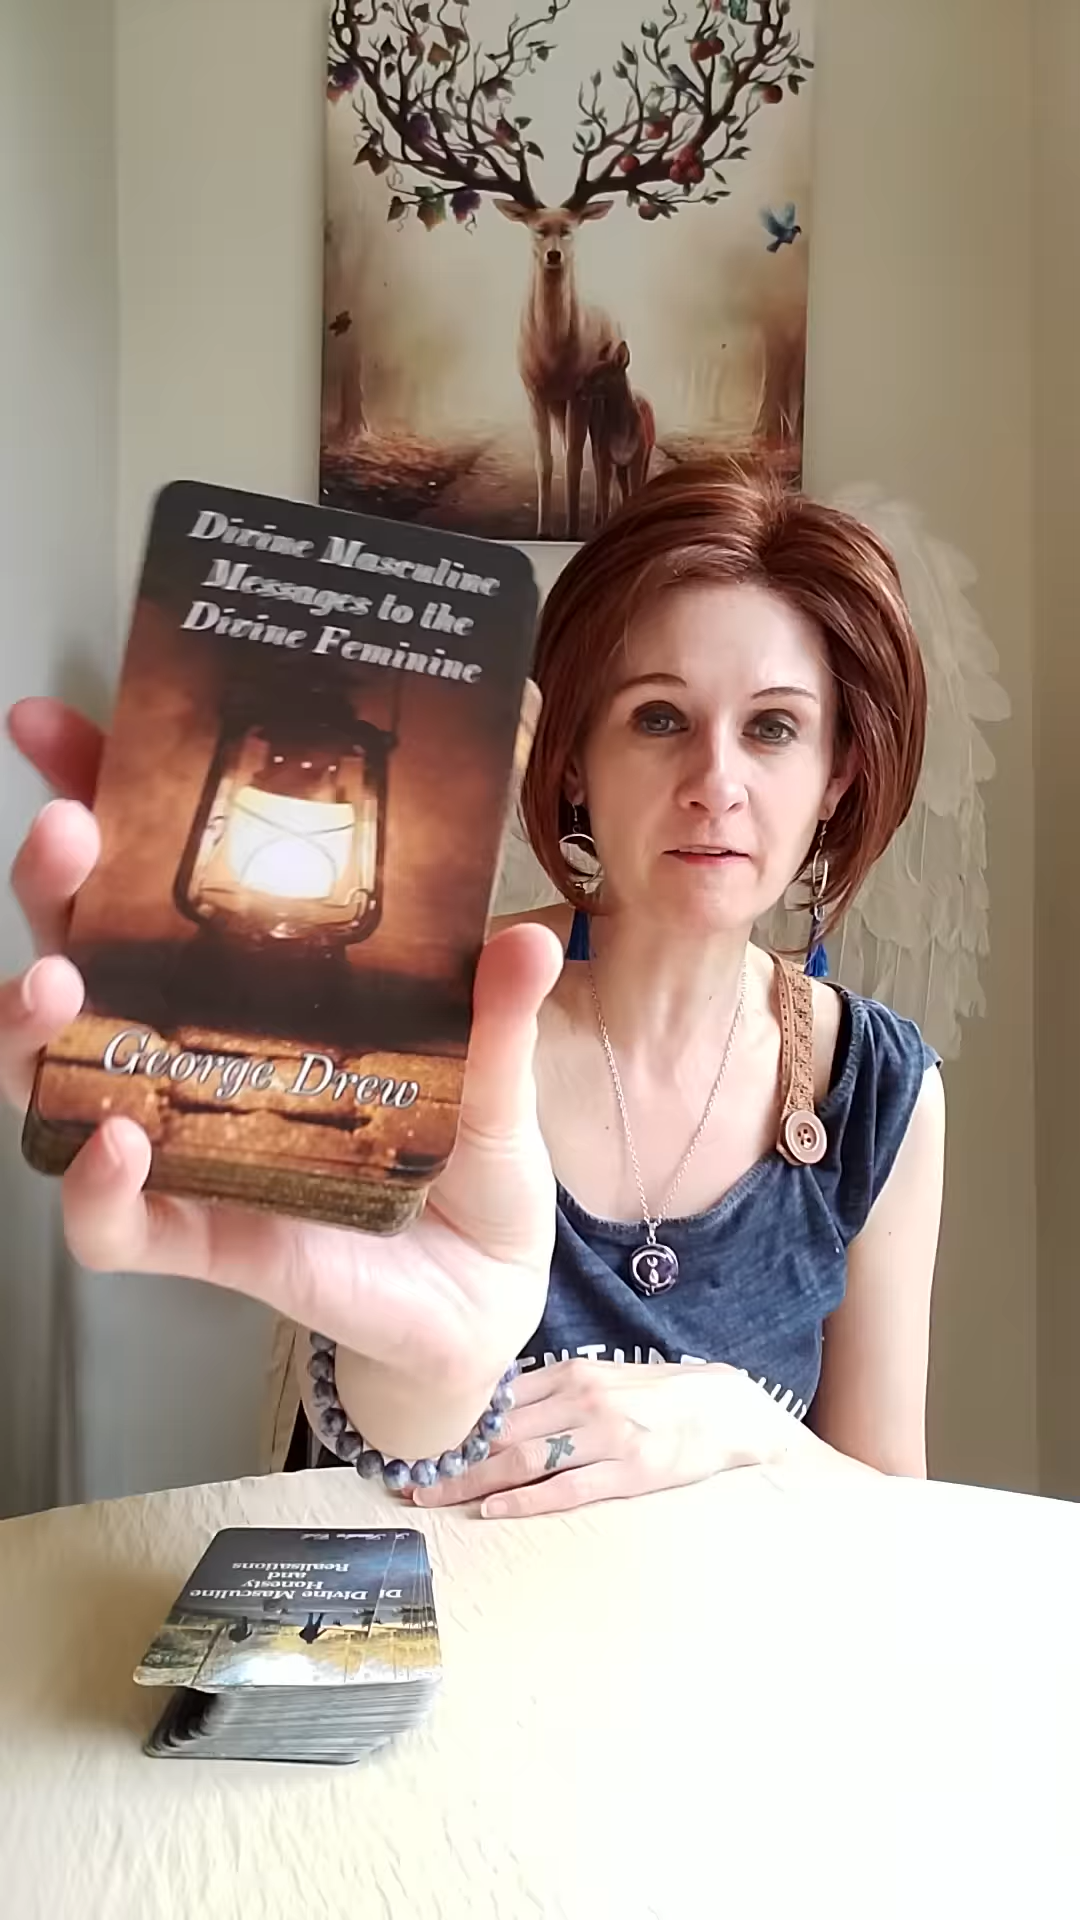 Divine Masculine
Messages to the
Divine Feminine
George Drew
Divine Masculine
Honesty
and
Realisations